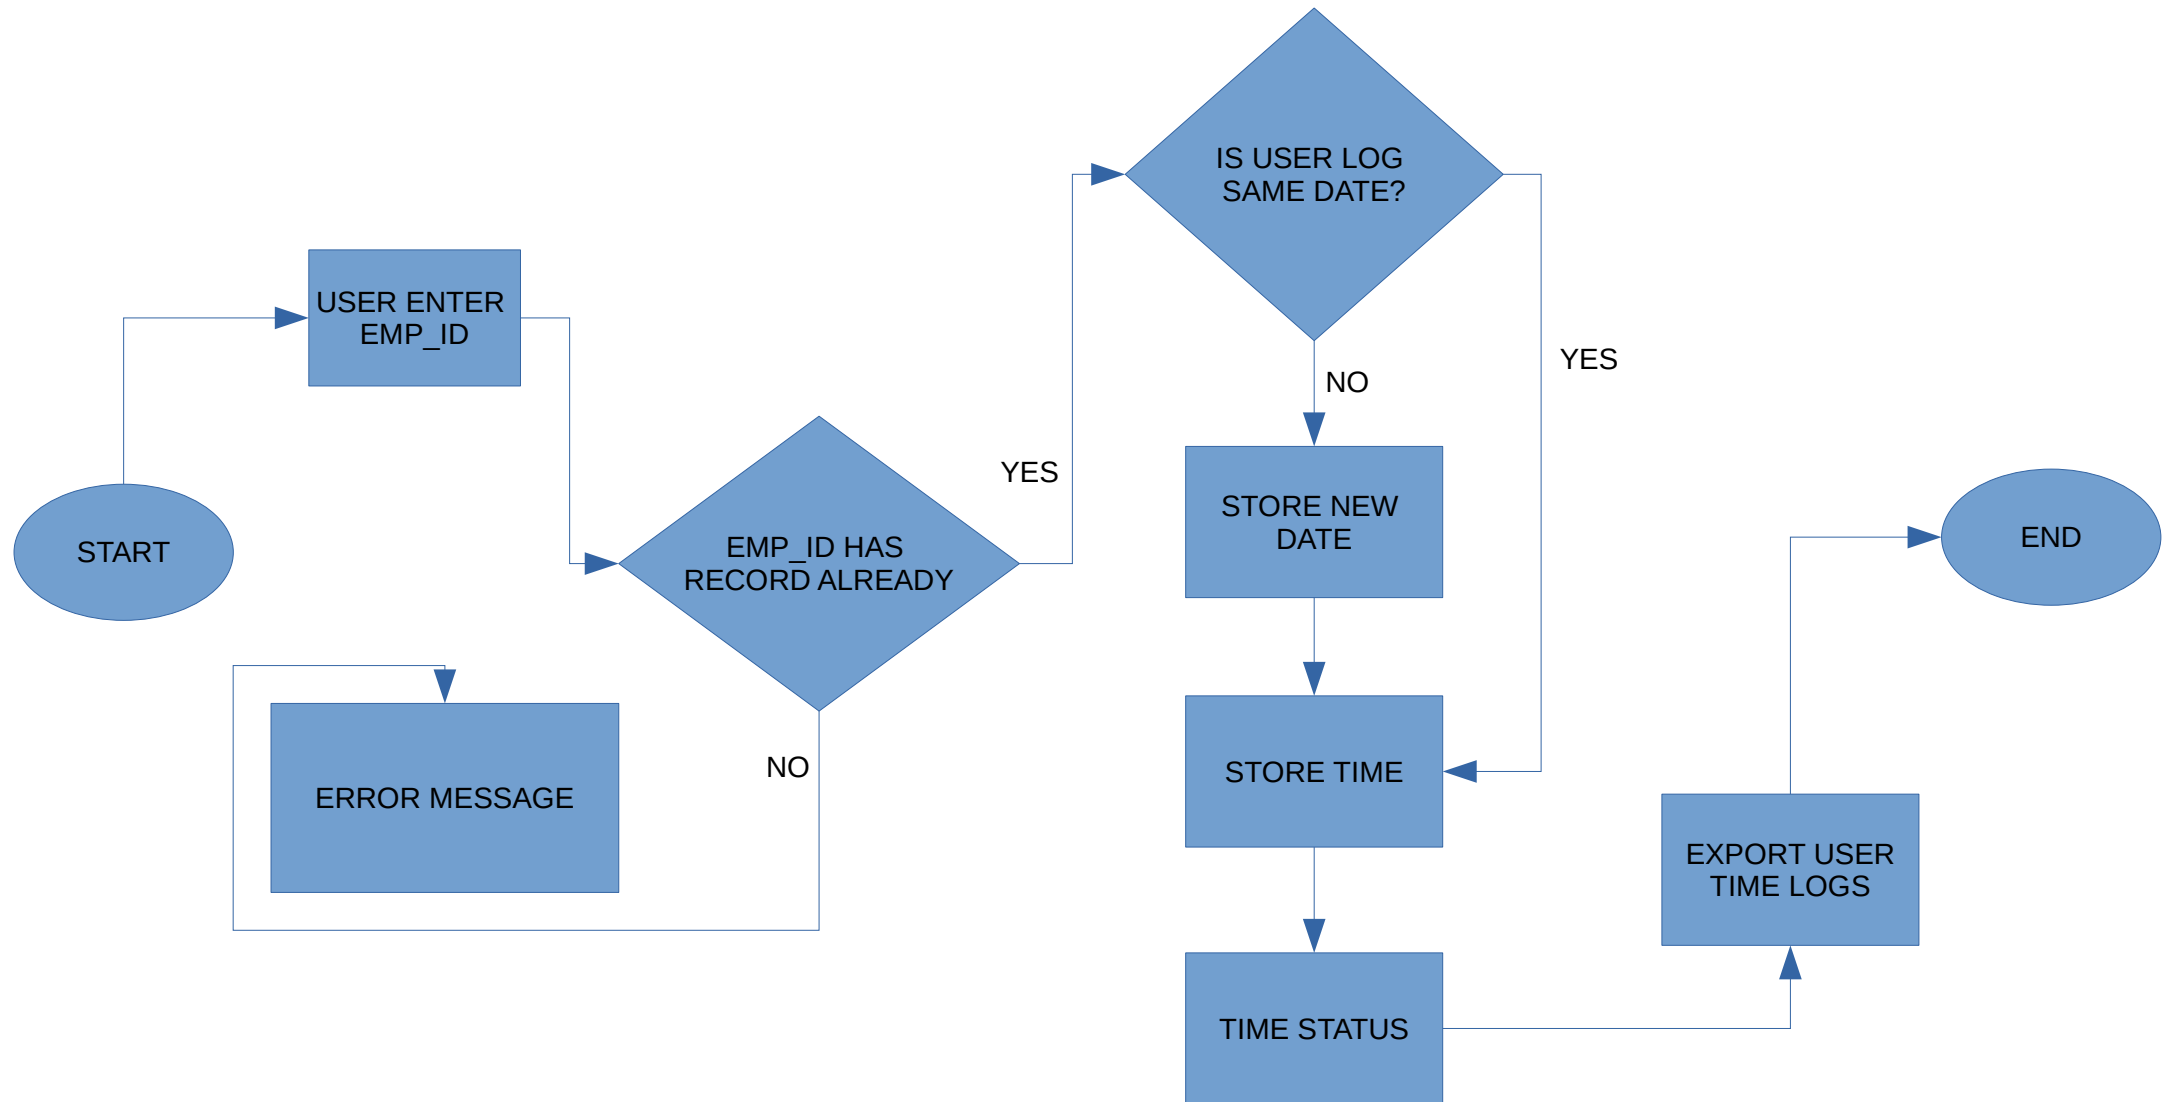 START
USER ENTER
EMP_ID
EMP_ID HAS
RECORD ALREADY
NO
ERROR MESSAGE
YES
IS USER LOG
SAME DATE?
NO
YES
STORE NEW
DATE
STORE TIME
TIME STATUS
EXPORT USER
TIME LOGS
END